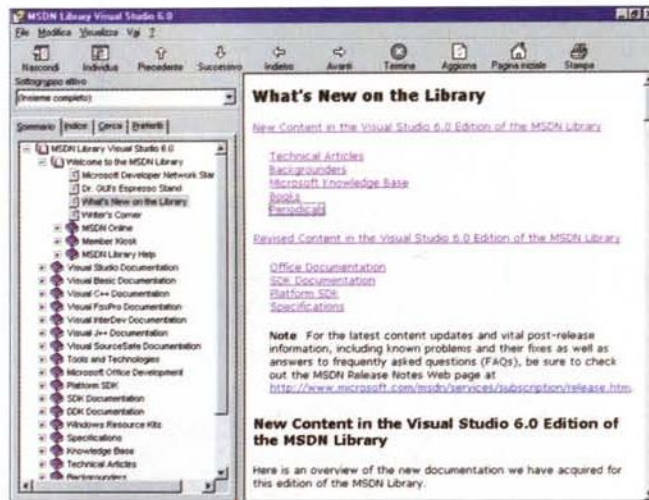 MSDN Library Visual Studio 6.0
File Modifica Visualizza Vai ?
Nascondi Individua Precedente Successivo Indietro Avanti Termina Aggiorna Pagina iniziale Stampa
Sottogruppo attivo
(Insieme completo)
Sommario Indice Cerca Preferiti
MSDN Library Visual Studio 6.0
Welcome to the MSDN Library
Microsoft Developer Network Star
Dr. GUI's Espresso Stand
What's New on the Library
Writer's Corner
MSDN Online
Member Kiosk
MSDN Library Help
Visual Studio Documentation
Visual Basic Documentation
Visual C++ Documentation
Visual FoxPro Documentation
Visual InterDev Documentation
Visual J++ Documentation
Visual SourceSafe Documentation
Tools and Technologies
Microsoft Office Development
Platform SDK
SDK Documentation
DDK Documentation
Windows Resource Kits
Specifications
Knowledge Base
Technical Articles
Backgrounders
What's New on the Library
New Content in the Visual Studio 6.0 Edition of the MSDN Library
Technical Articles
Backgrounders
Microsoft Knowledge Base
Books
Periodicals
Revised Content in the Visual Studio 6.0 Edition of the MSDN Library
Office Documentation
SDK Documentation
Platform SDK
Specifications
Note For the latest content updates and vital post-release
information, including known problems and their fixes as well as
answers to frequently asked questions (FAQs), be sure to check
out the MSDN Release Notes Web page at
http://www.microsoft.com/msdn/services/subscription/release.htm.
New Content in the Visual Studio 6.0 Edition of
the MSDN Library
Here is an overview of the new documentation we have acquired for
this edition of the MSDN Library.